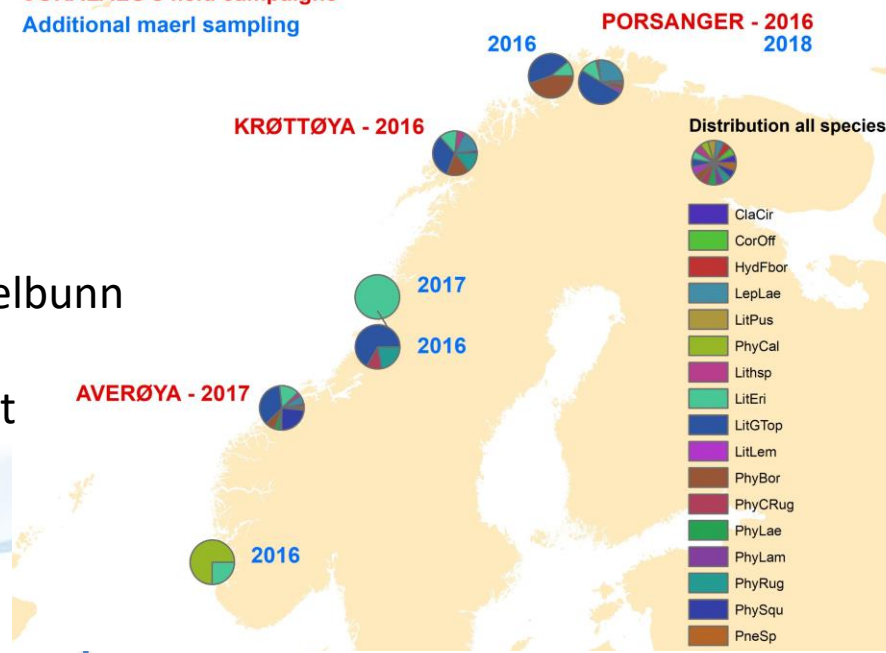 Additional maerl sampling
PORSANGER - 2016
2016
2018
KRØTTØYA - 2016
Distribution all species
ClaCir
CorOff
HydFbor
elbunn
2017
LepLae
LitPus
2016
PhyCal
t
AVERØYA - 2017
Lithsp
LitEri
LitGTop
LitLem
PhyBor
PhyCRug
PhyLae
2016
PhyLam
PhyRug
PhySqu
PneSp